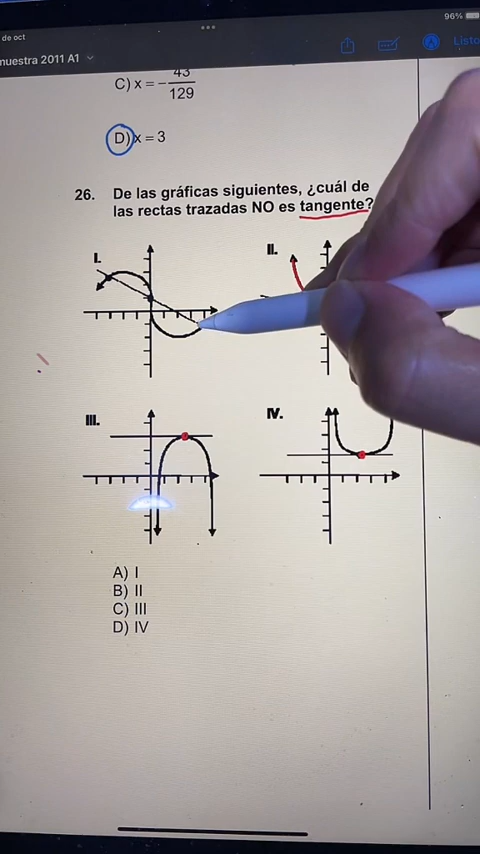 96%
de oct
Listo
muestra 2011 A1
C) x = - 43/129
D) x = 3
26. De las gráficas siguientes, ¿cuál de
las rectas trazadas NO es tangente?
I.
II.
III.
IV.
A) I
B) II
C) III
D) IV